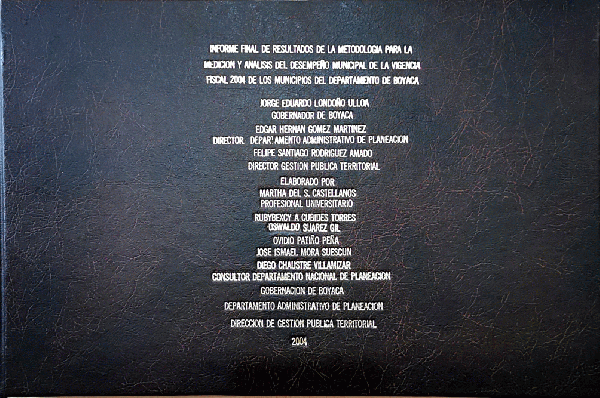 INFORME FINAL DE RESULTADOS DE LA METODOLOGIA PARA LA
MEDICION Y ANALISIS DEL DESEMPEÑO MUNICIPAL DE LA VIGENCIA
FISCAL 2004 DE LOS MUNICIPIOS DEL DEPARTAMENTO DE BOYACA
JORGE EDUARDO LONDOÑO ULLOA
GOBERNADOR DE BOYACA
EDGAR HERNAN GOMEZ MARTINEZ
DIRECTOR. DEPARTAMENTO ADMINISTRATIVO DE PLANEACION
FELIPE SANTIAGO RODRIGUEZ AMADO
DIRECTOR GESTION PUBLICA TERRITORIAL
ELABORADO POR
MARTHA DEL S. CASTELLANOS
PROFESIONAL UNIVERSITARIO
RUBYBEXCY A CUBIDES TORRES
OSWALDO SUAREZ GIL
OVIDIO PATIÑO PEÑA
JOSE ISMAEL MORA SUESCUN
DIEGO CHAUSTRE VILLAMIZAR
CONSULTOR DEPARTAMENTO NACIONAL DE PLANEACION
GOBERNACION DE BOYACA
DEPARTAMENTO ADMINISTRATIVO DE PLANEACION
DIRECCION DE GESTION PUBLICA TERRITORIAL
2004